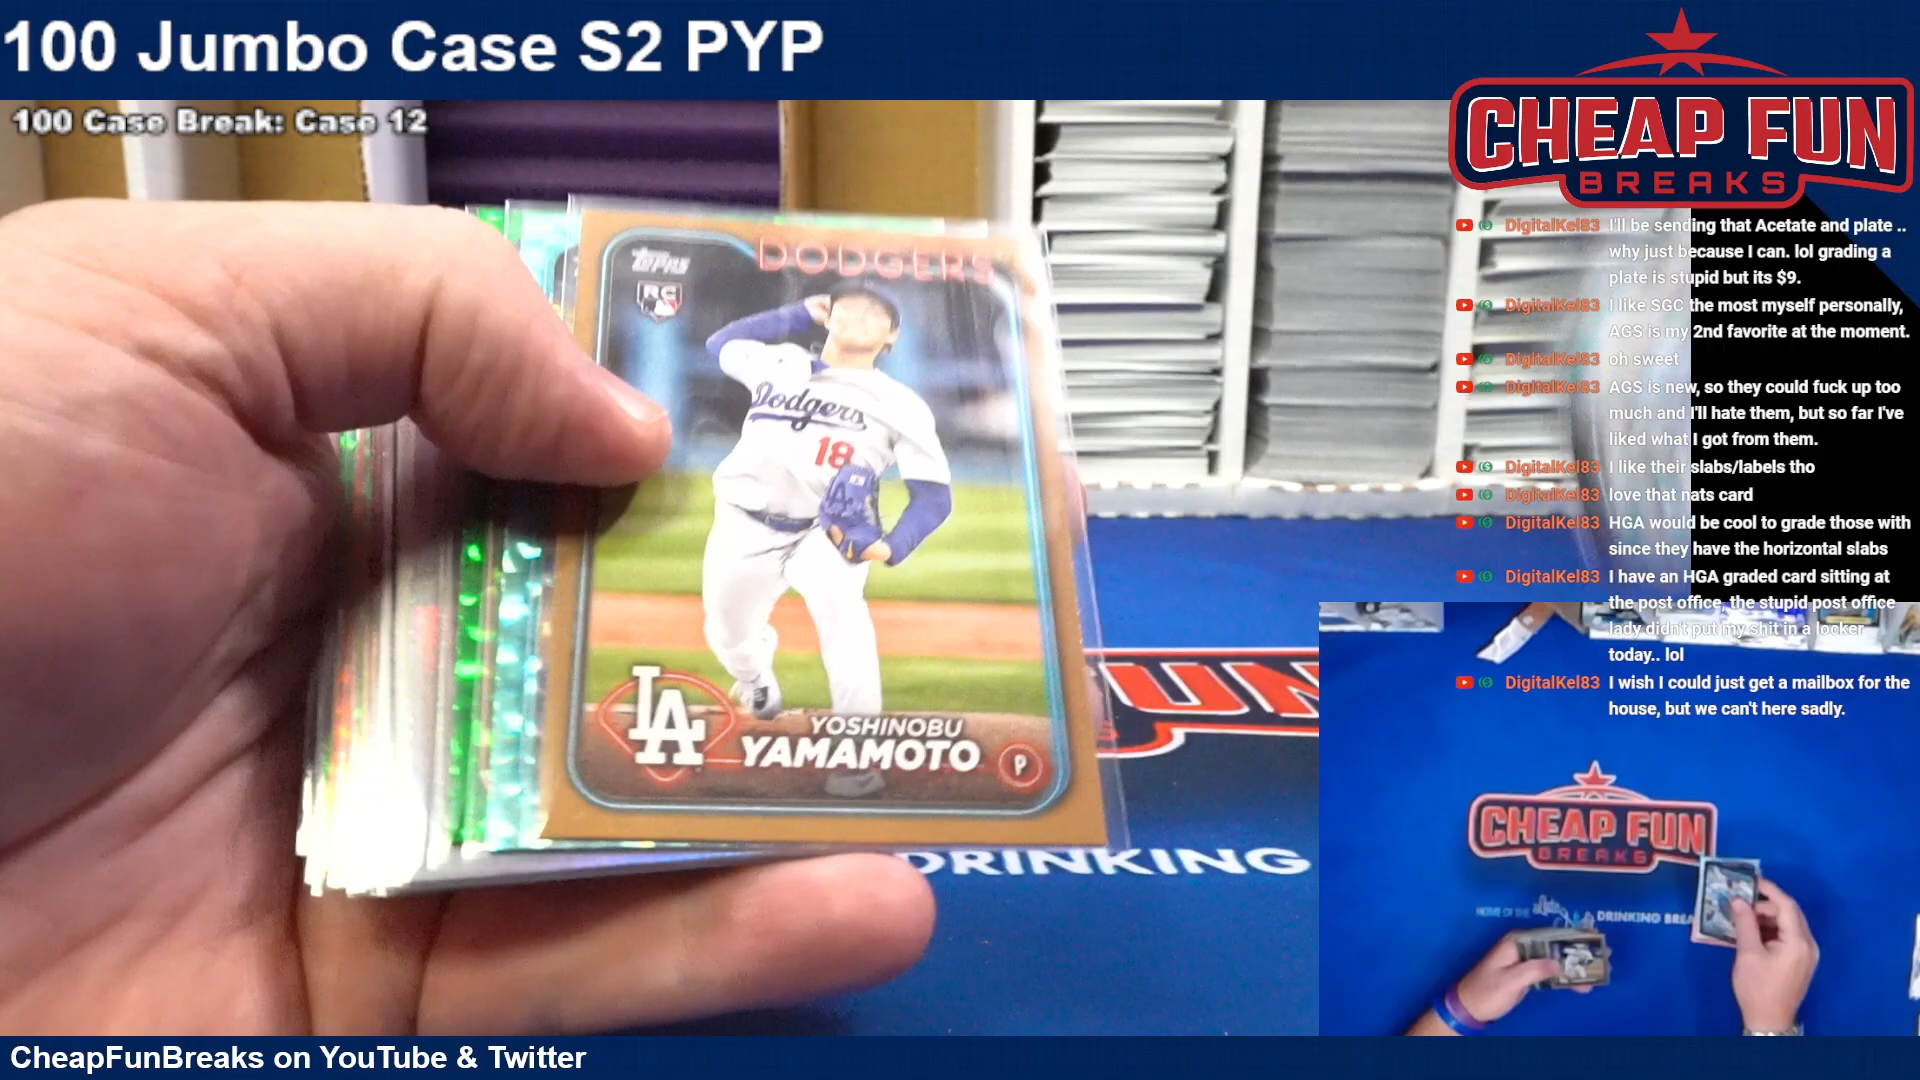 100 Jumbo Case S2 PYP
100 Case Break: Case 12
CHEAP FUN
BREAKS
DigitalKel83 I'll be sending that Acetate and plate ..
why just because I can. lol grading a
plate is stupid but its $9.
DigitalKel83 I like SGC the most myself personally,
AGS is my 2nd favorite at the moment.
DigitalKel83 oh sweet
DigitalKel83 AGS is new, so they could fuck up too
much and I'll hate them, but so far I've
liked what I got from them.
DigitalKel83 I like their slabs/labels tho
DigitalKel83 love that nats card
DigitalKel83 HGA would be cool to grade those with
since they have the horizontal slabs
DigitalKel83 I have an HGA graded card sitting at
the post office, the stupid post office
lady didn't put my shit in a locker
today.. lol
DigitalKel83 I wish I could just get a mailbox for the
house, but we can't here sadly.
Topps
DODGERS
RC
Dodgers
18
LA
YOSHINOBU
YAMAMOTO
P
UN
DRINKING
CHEAP FUN
BREAKS
HOME OF THE
DRINKING BREA
CheapFunBreaks on YouTube & Twitter